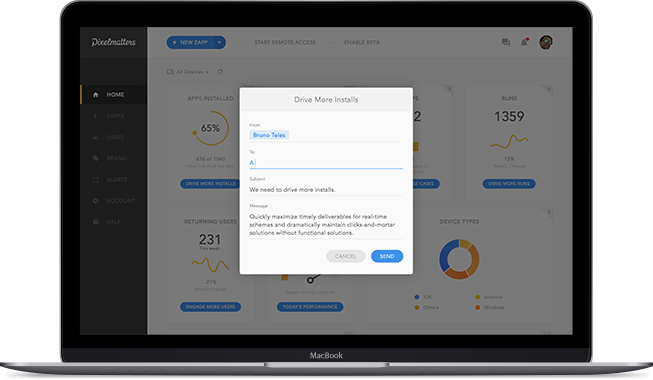 Pixelmatters
NEW ZAPP
START REMOTE ACCESS
ENABLE BETA
HOME
ZAPPS
USERS
BRAND
ALERTS
ACCOUNT
HELP
All Devices
APPS INSTALLED
65%
676 of 1040
DRIVE MORE INSTALLS
RETURNING USERS
231
This week
21%
ENGAGE MORE USERS
Drive More Installs
From
Bruno Teles
To
A
Subject
We need to drive more installs.
Message
Quickly maximize timely deliverables for real-time
schemas and dramatically maintain clicks-and-mortar
solutions without functional solutions.
CANCEL
SEND
TODAY'S PERFORMANCE
CASES
RUNS
1359
12%
DRIVE MORE RUNS
DEVICE TYPES
iOS
Android
Others
Windows
MacBook